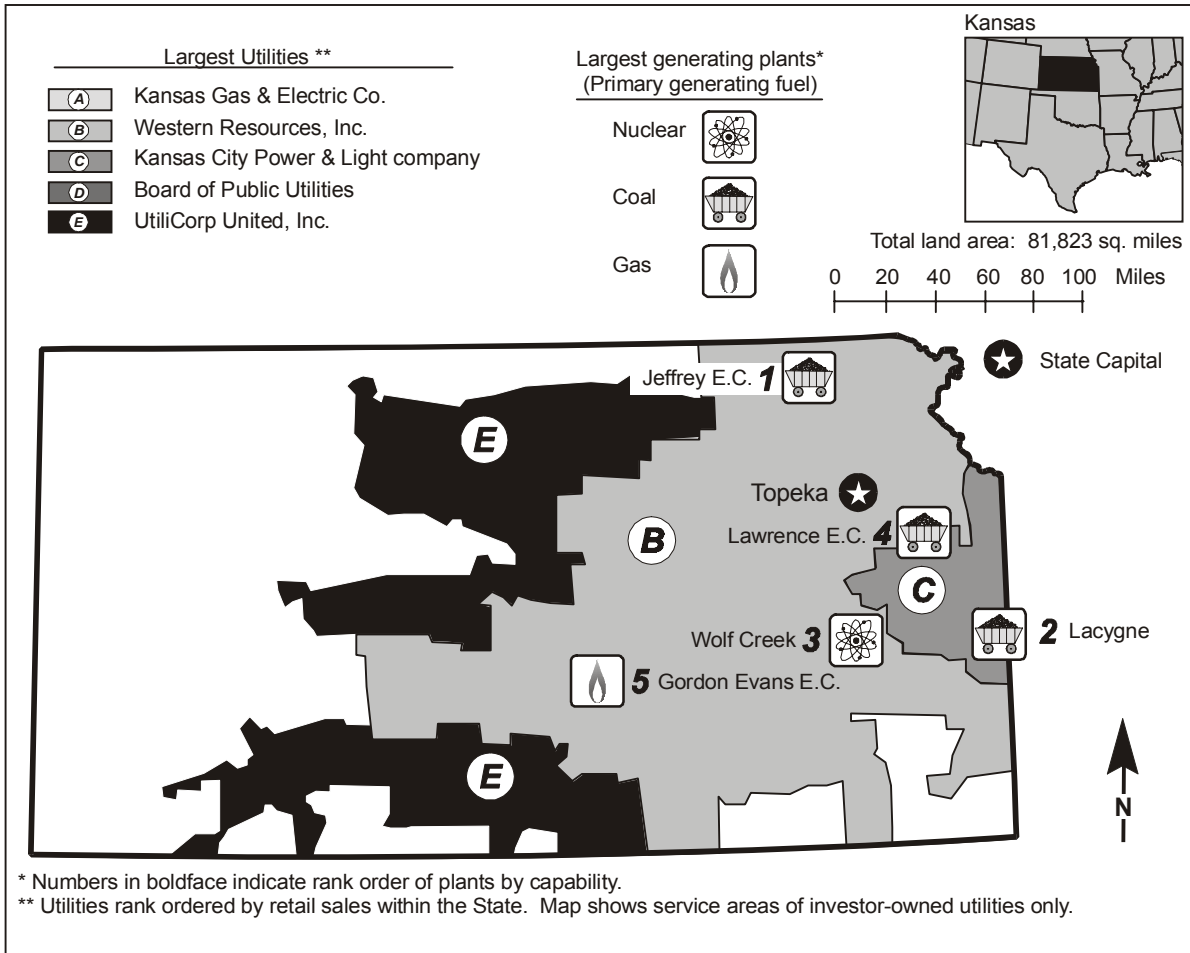 Kansas
Largest Utilities **
A Kansas Gas & Electric Co.
B Western Resources, Inc.
C Kansas City Power & Light company
D Board of Public Utilities
E UtiliCorp United, Inc.
Largest generating plants*
(Primary generating fuel)
Nuclear
Coal
Gas
Total land area: 81,823 sq. miles
0 20 40 60 80 100 Miles
State Capital
Jeffrey E.C. 1
E
Topeka
Lawrence E.C. 4
B
C
Wolf Creek 3
2 Lacygne
5 Gordon Evans E.C.
E
N
* Numbers in boldface indicate rank order of plants by capability.
** Utilities rank ordered by retail sales within the State. Map shows service areas of investor-owned utilities only.